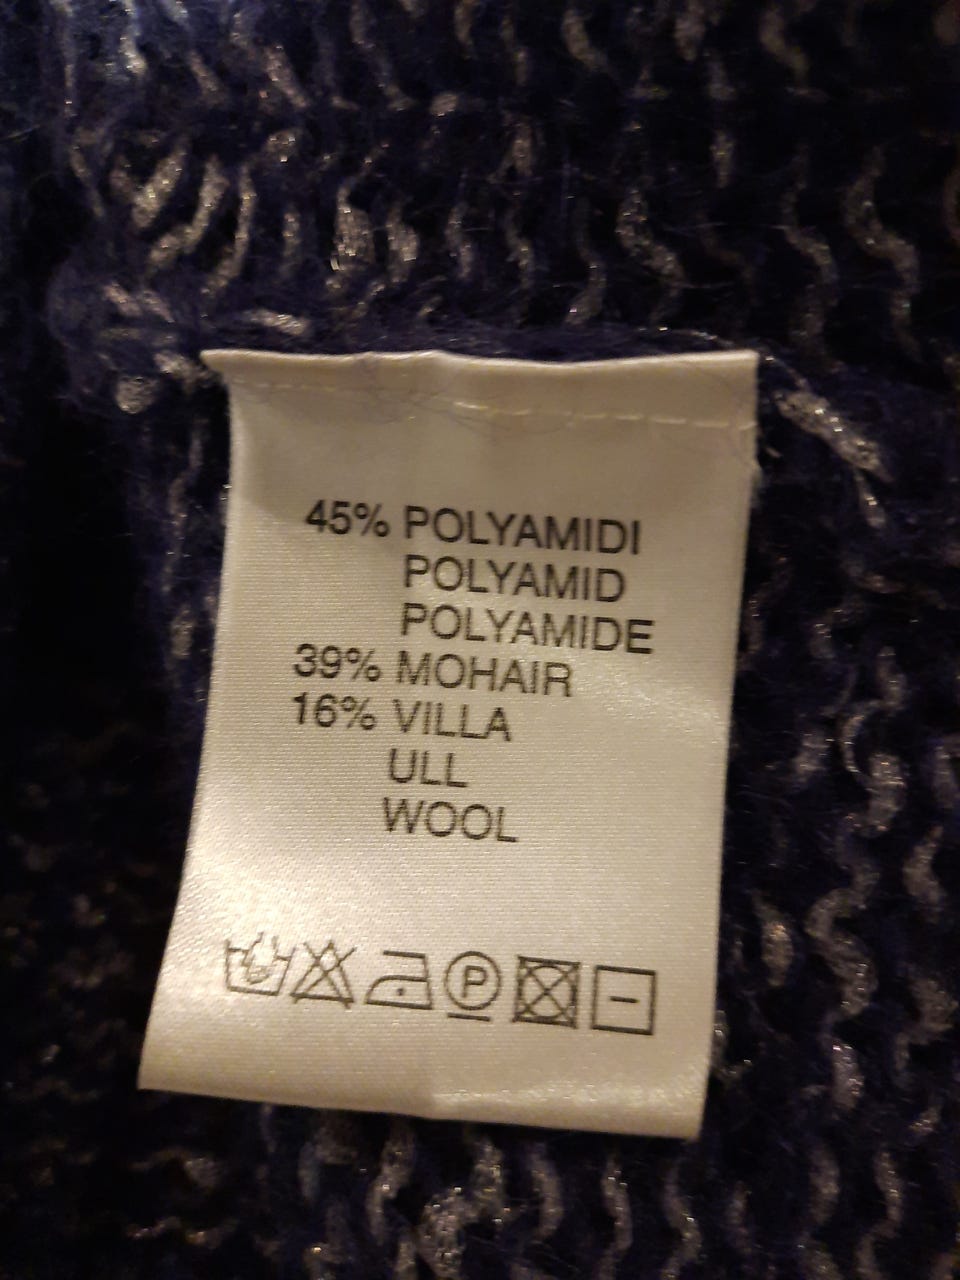 45% POLYAMIDI
POLYAMID
POLYAMIDE
39% MOHAIR
16% VILLA
ULL
WOOL
P